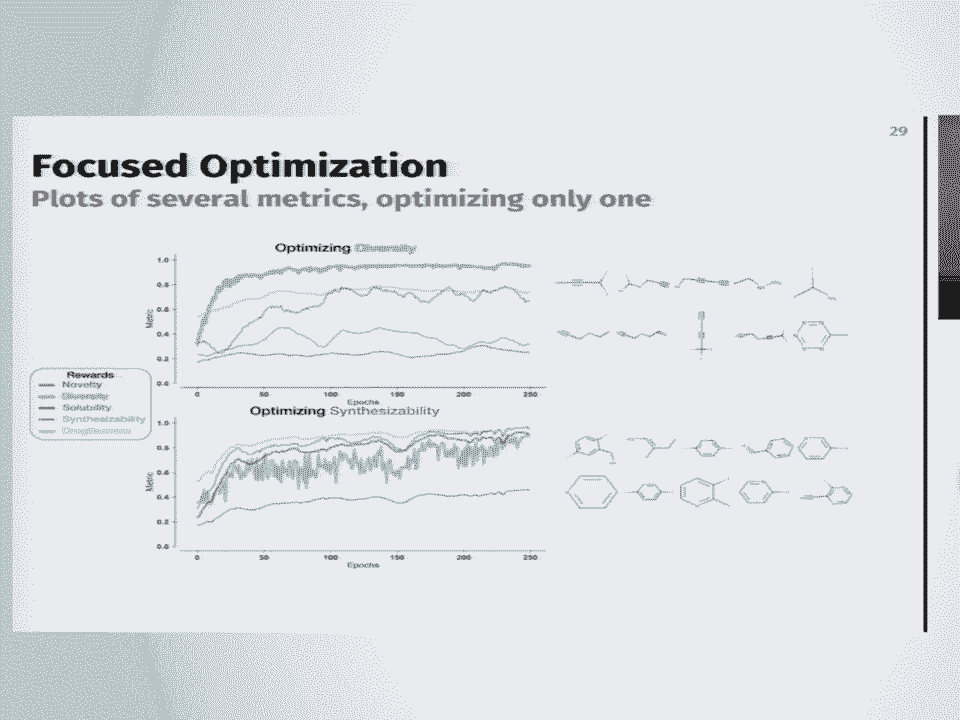 29
Focused Optimization
Plots of several metrics, optimizing only one
Optimizing Diversity
1.0
0.8
0.6
0.4
0.2
0.0
Metric
0 50 100 150 200 250
Epochs
Rewards
Novelty
Diversity
Solubility
Synthesizability
Druglikeness
Optimizing Synthesizability
1.0
0.8
0.6
0.4
0.2
0.0
Metric
0 50 100 150 200 250
Epochs